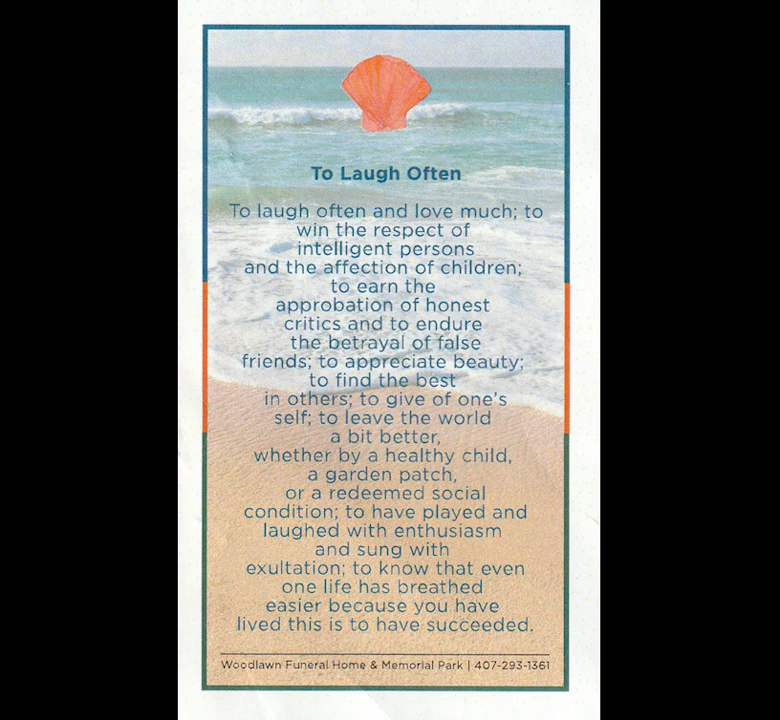 To Laugh Often
To laugh often and love much; to
win the respect of
intelligent persons
and the affection of children;
to earn the
approbation of honest
critics and to endure
the betrayal of false
friends; to appreciate beauty;
to find the best
in others; to give of one's
self; to leave the world
a bit better,
whether by a healthy child,
a garden patch,
or a redeemed social
condition; to have played and
laughed with enthusiasm
and sung with
exultation; to know that even
one life has breathed
easier because you have
lived this is to have succeeded.
Woodlawn Funeral Home & Memorial Park | 407-293-1361